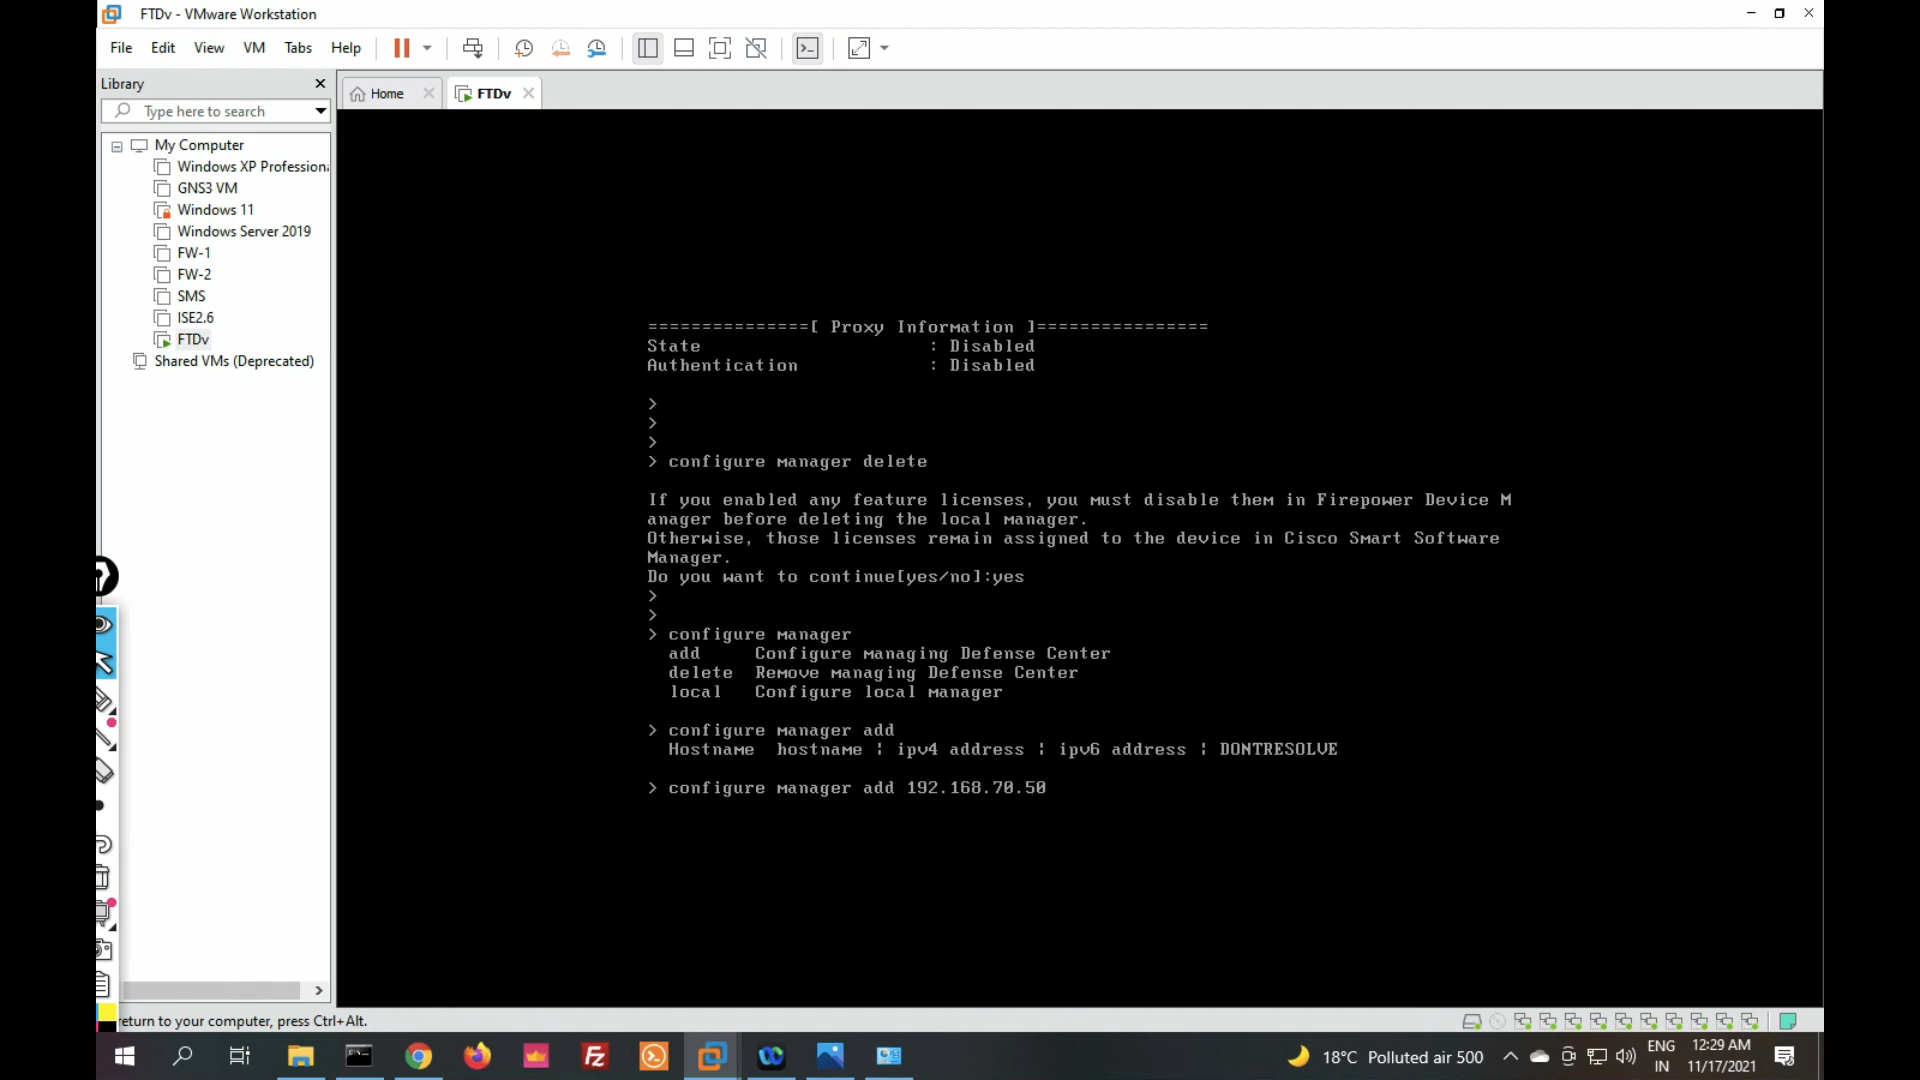 FTDv - VMware Workstation
File Edit View VM Tabs Help
Library
Home
FTDv
Type here to search
My Computer
Windows XP Professiona
GNS3 VM
Windows 11
Windows Server 2019
FW-1
FW-2
SMS
ISE2.6
FTDv
Shared VMs (Deprecated)
===============[ Proxy Information ]================
State : Disabled
Authentication : Disabled
>
>
>
> configure manager delete
If you enabled any feature licenses, you must disable them in Firepower Device M
anager before deleting the local manager.
Otherwise, those licenses remain assigned to the device in Cisco Smart Software
Manager.
Do you want to continue[yes/no]:yes
>
>
> configure manager
add Configure managing Defense Center
delete Remove managing Defense Center
local Configure local manager
> configure manager add
Hostname hostname ¦ ipv4 address ¦ ipv6 address ¦ DONTRESOLVE
> configure manager add 192.168.70.50
return to your computer, press Ctrl+Alt.
18°C Polluted air 500
ENG
IN
12:29 AM
11/17/2021